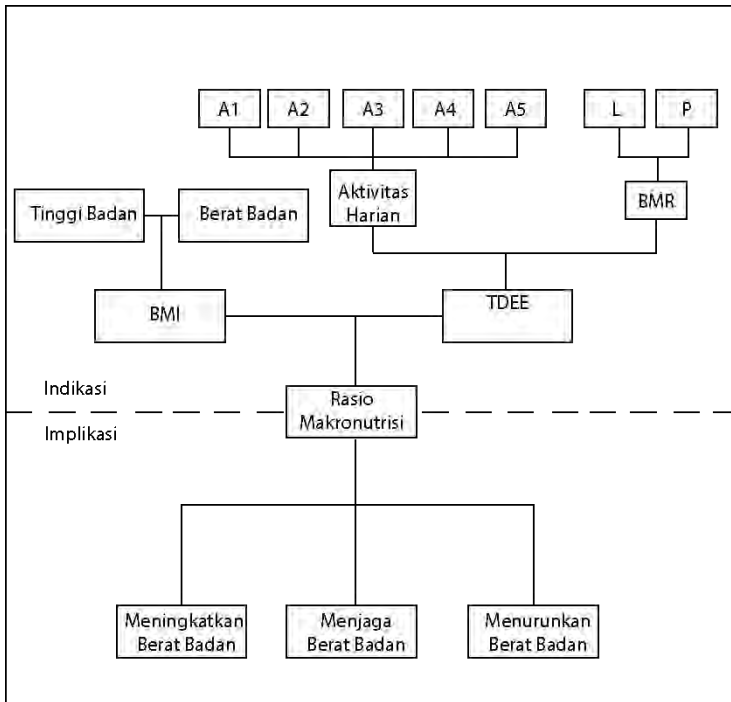 A1
A2
A3
A4
A5
L
P
Aktivitas
Harian
BMR
Tinggi Badan
Berat Badan
BMI
TDEE
Indikasi
Rasio
Makronutrisi
Implikasi
Meningkatkan
Berat Badan
Menjaga
Berat Badan
Menurunkan
Berat Badan